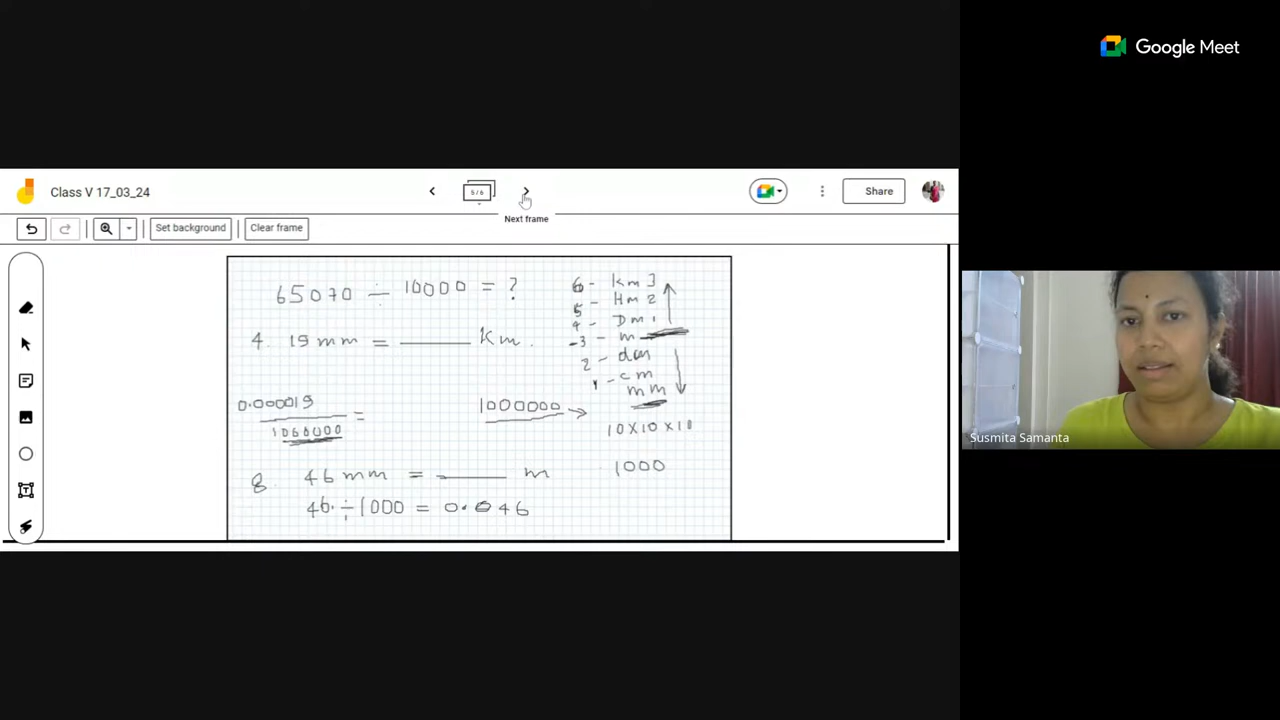 Google Meet
Class V 17_03_24
5/6
Share
Next frame
Set background
Clear frame
65070 ÷ 10000 = ?
4. 19 mm = ______ Km.
6 - Km 3
5 - Hm 2
4 - Dm 1
-3 - m
2 - dm
1 - cm
mm
0.000019
1000000 =
1000000 →
10×10×10
1000
8. 46 mm = ______ m
46. ÷ 1000 = 0.046
Susmita Samanta